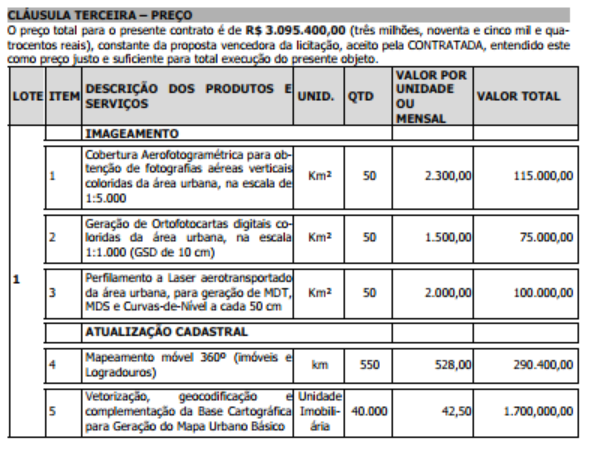 CLÁUSULA TERCEIRA – PREÇO
O preço total para o presente contrato é de R$ 3.095.400,00 (três milhões, noventa e cinco mil e qua-
trocentos reais), constante da proposta vencedora da licitação, aceito pela CONTRATADA, entendido este
como preço justo e suficiente para total execução do presente objeto.
LOTE ITEM DESCRIÇÃO DOS PRODUTOS E SERVIÇOS UNID. QTD VALOR POR UNIDADE OU MENSAL VALOR TOTAL
IMAGEAMENTO
1
1 Cobertura Aerofotogramétrica para ob-
tenção de fotografias aéreas verticais
coloridas da área urbana, na escala de
1:5.000
Km² 50 2.300,00 115.000,00
2 Geração de Ortofotocartas digitais co-
loridas da área urbana, na escala
1:1.000 (GSD de 10 cm)
Km² 50 1.500,00 75.000,00
3 Perfilamento a Laser aerotransportado
da área urbana, para geração de MDT,
MDS e Curvas-de-Nível a cada 50 cm
Km² 50 2.000,00 100.000,00
ATUALIZAÇÃO CADASTRAL
4 Mapeamento móvel 360º (imóveis e
Logradouros)
km 550 528,00 290.400,00
5 Vetorização, geocodificação e
complementação da Base Cartográfica
para Geração do Mapa Urbano Básico
Unidade
Imobili-
ária
40.000 42,50 1.700,000,00